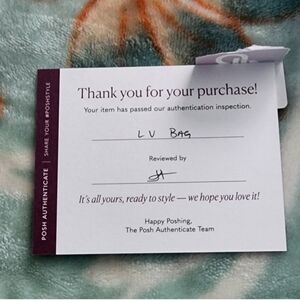 Thank you for your purchase!
Your item has passed our authentication inspection.
LV BAG
Reviewed by
It's all yours, ready to style — we hope you love it!
Happy Poshing,
The Posh Authenticate Team
POSH AUTHENTICATE | SHARE YOUR #POSHSTYLE